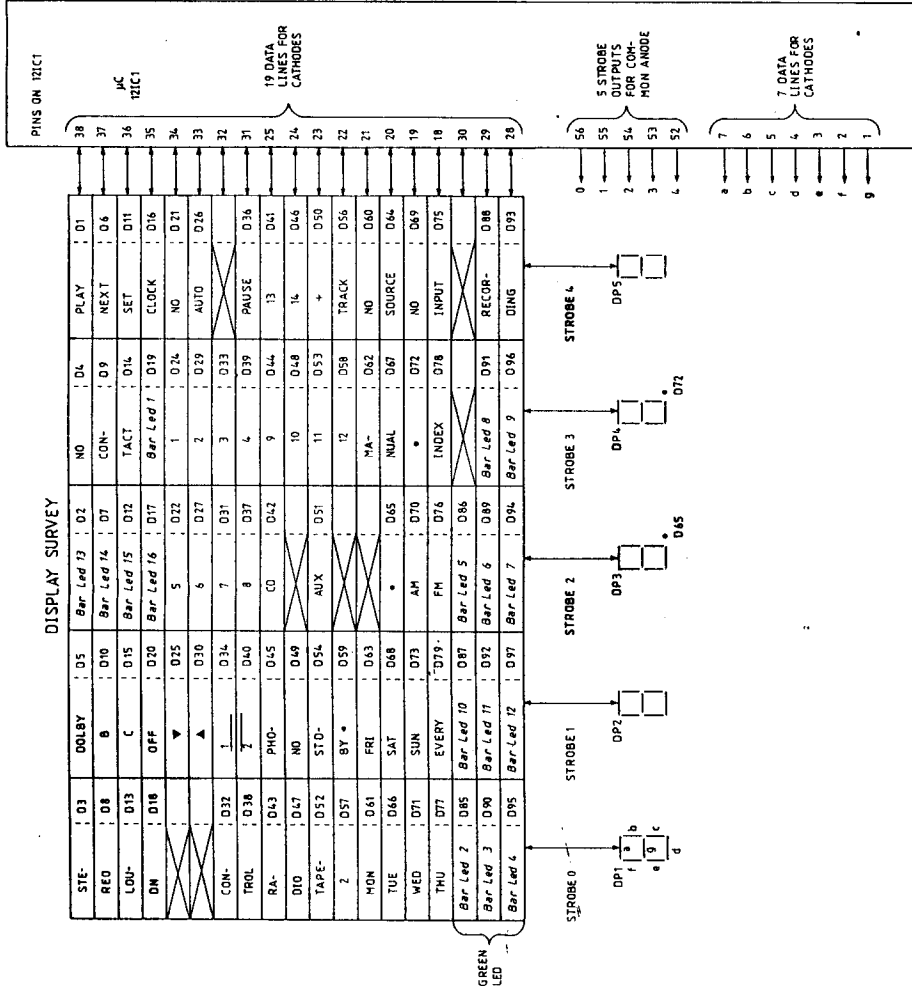 PINS ON 12IC1
DISPLAY SURVEY
µC
12IC1
STE- D3 DOLBY D5 Bar Led 13 D2 NO D4 PLAY D1 38
REO D8 B D10 Bar Led 14 D7 CON- D9 NEXT D6 37
LOU- D13 C D15 Bar Led 15 D12 TACT D14 SET D11 36
ON D18 OFF D20 Bar Led 16 D17 Bar Led 1 D19 CLOCK D16 35
▼ D25 5 D22 1 D24 NO D21 34
▲ D30 6 D27 2 D29 AUTO D26 33
CON- D32 1 D34 7 D31 3 D33 32
TROL D38 2 D40 8 D37 4 D39 PAUSE D36 31
RA- D43 PHO- D45 CD D42 9 D44 13 D41 25
DIO D47 NO D49 10 D48 14 D46 24
TAPE- D52 STO- D54 AUX D51 11 D53 + D50 23
2 D57 BY • D59 12 D58 TRACK D56 22
MON D61 FRI D63 MA- D62 NO D60 21
TUE D66 SAT D68 • D65 NUAL D67 SOURCE D64 20
WED D71 SUN D73 AM D70 • D72 NO D69 19
THU D77 EVERY D79 FM D76 INDEX D78 INPUT D75 18
Bar Led 2 D85 Bar Led 10 D87 Bar Led 5 D86 30
Bar Led 3 D90 Bar Led 11 D92 Bar Led 6 D89 Bar Led 8 D91 RECOR- D88 29
Bar Led 4 D95 Bar Led 12 D97 Bar Led 7 D94 Bar Led 9 D96 DING D93 28
GREEN
LED
19 DATA
LINES FOR
CATHODES
STROBE 0
STROBE 1
STROBE 2
STROBE 3
STROBE 4
DP1
a
b
c
d
e
f
g
DP2
DP3
D65
DP4
D72
DP5
0 56
1 55
2 54
3 53
4 52
5 STROBE
OUTPUTS
FOR COM-
MON ANODE
a 7
b 6
c 5
d 4
e 3
f 2
g 1
7 DATA
LINES FOR
CATHODES